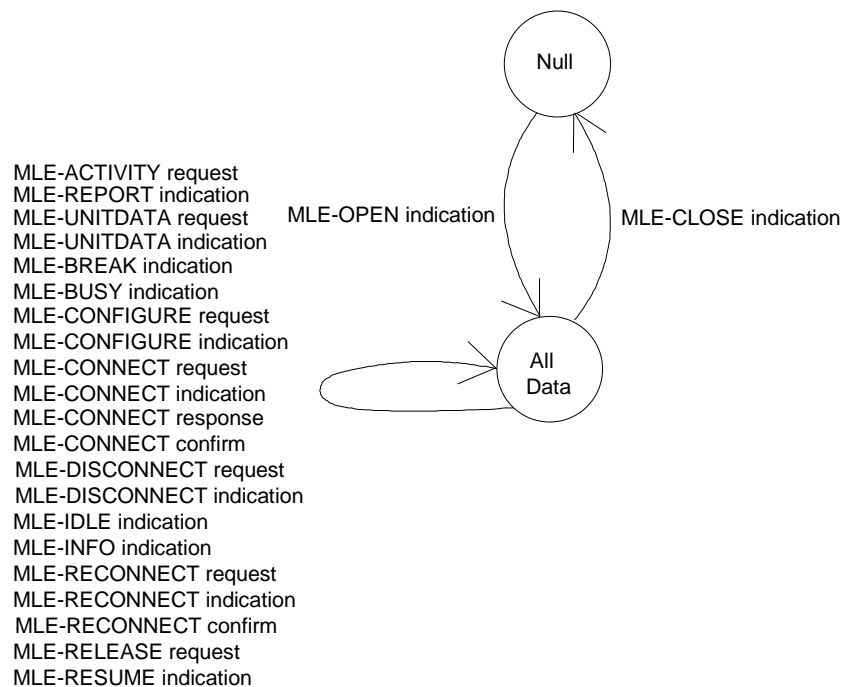 Null
MLE-OPEN indication
MLE-CLOSE indication
MLE-ACTIVITY request
MLE-REPORT indication
MLE-UNITDATA request
MLE-UNITDATA indication
MLE-BREAK indication
MLE-BUSY indication
MLE-CONFIGURE request
MLE-CONFIGURE indication
MLE-CONNECT request
MLE-CONNECT indication
MLE-CONNECT response
MLE-CONNECT confirm
MLE-DISCONNECT request
MLE-DISCONNECT indication
MLE-IDLE indication
MLE-INFO indication
MLE-RECONNECT request
MLE-RECONNECT indication
MLE-RECONNECT confirm
MLE-RELEASE request
MLE-RESUME indication
All
Data